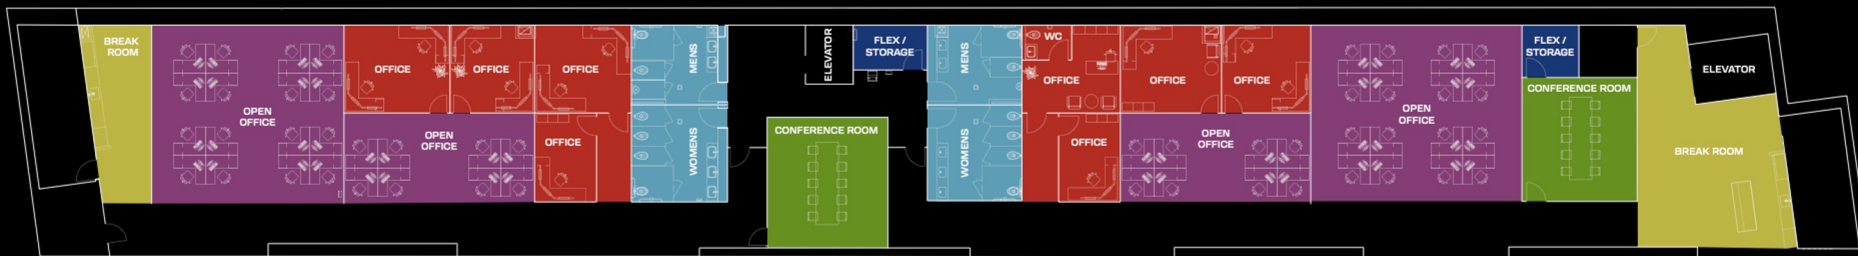 BREAK
ROOM
OPEN
OFFICE
OFFICE
OFFICE
OPEN
OFFICE
OFFICE
OFFICE
MENS
WOMENS
ELEVATOR
CONFERENCE ROOM
FLEX /
STORAGE
MENS
WOMENS
WC
OFFICE
OFFICE
OFFICE
OFFICE
OPEN
OFFICE
OPEN
OFFICE
FLEX /
STORAGE
CONFERENCE ROOM
ELEVATOR
BREAK ROOM